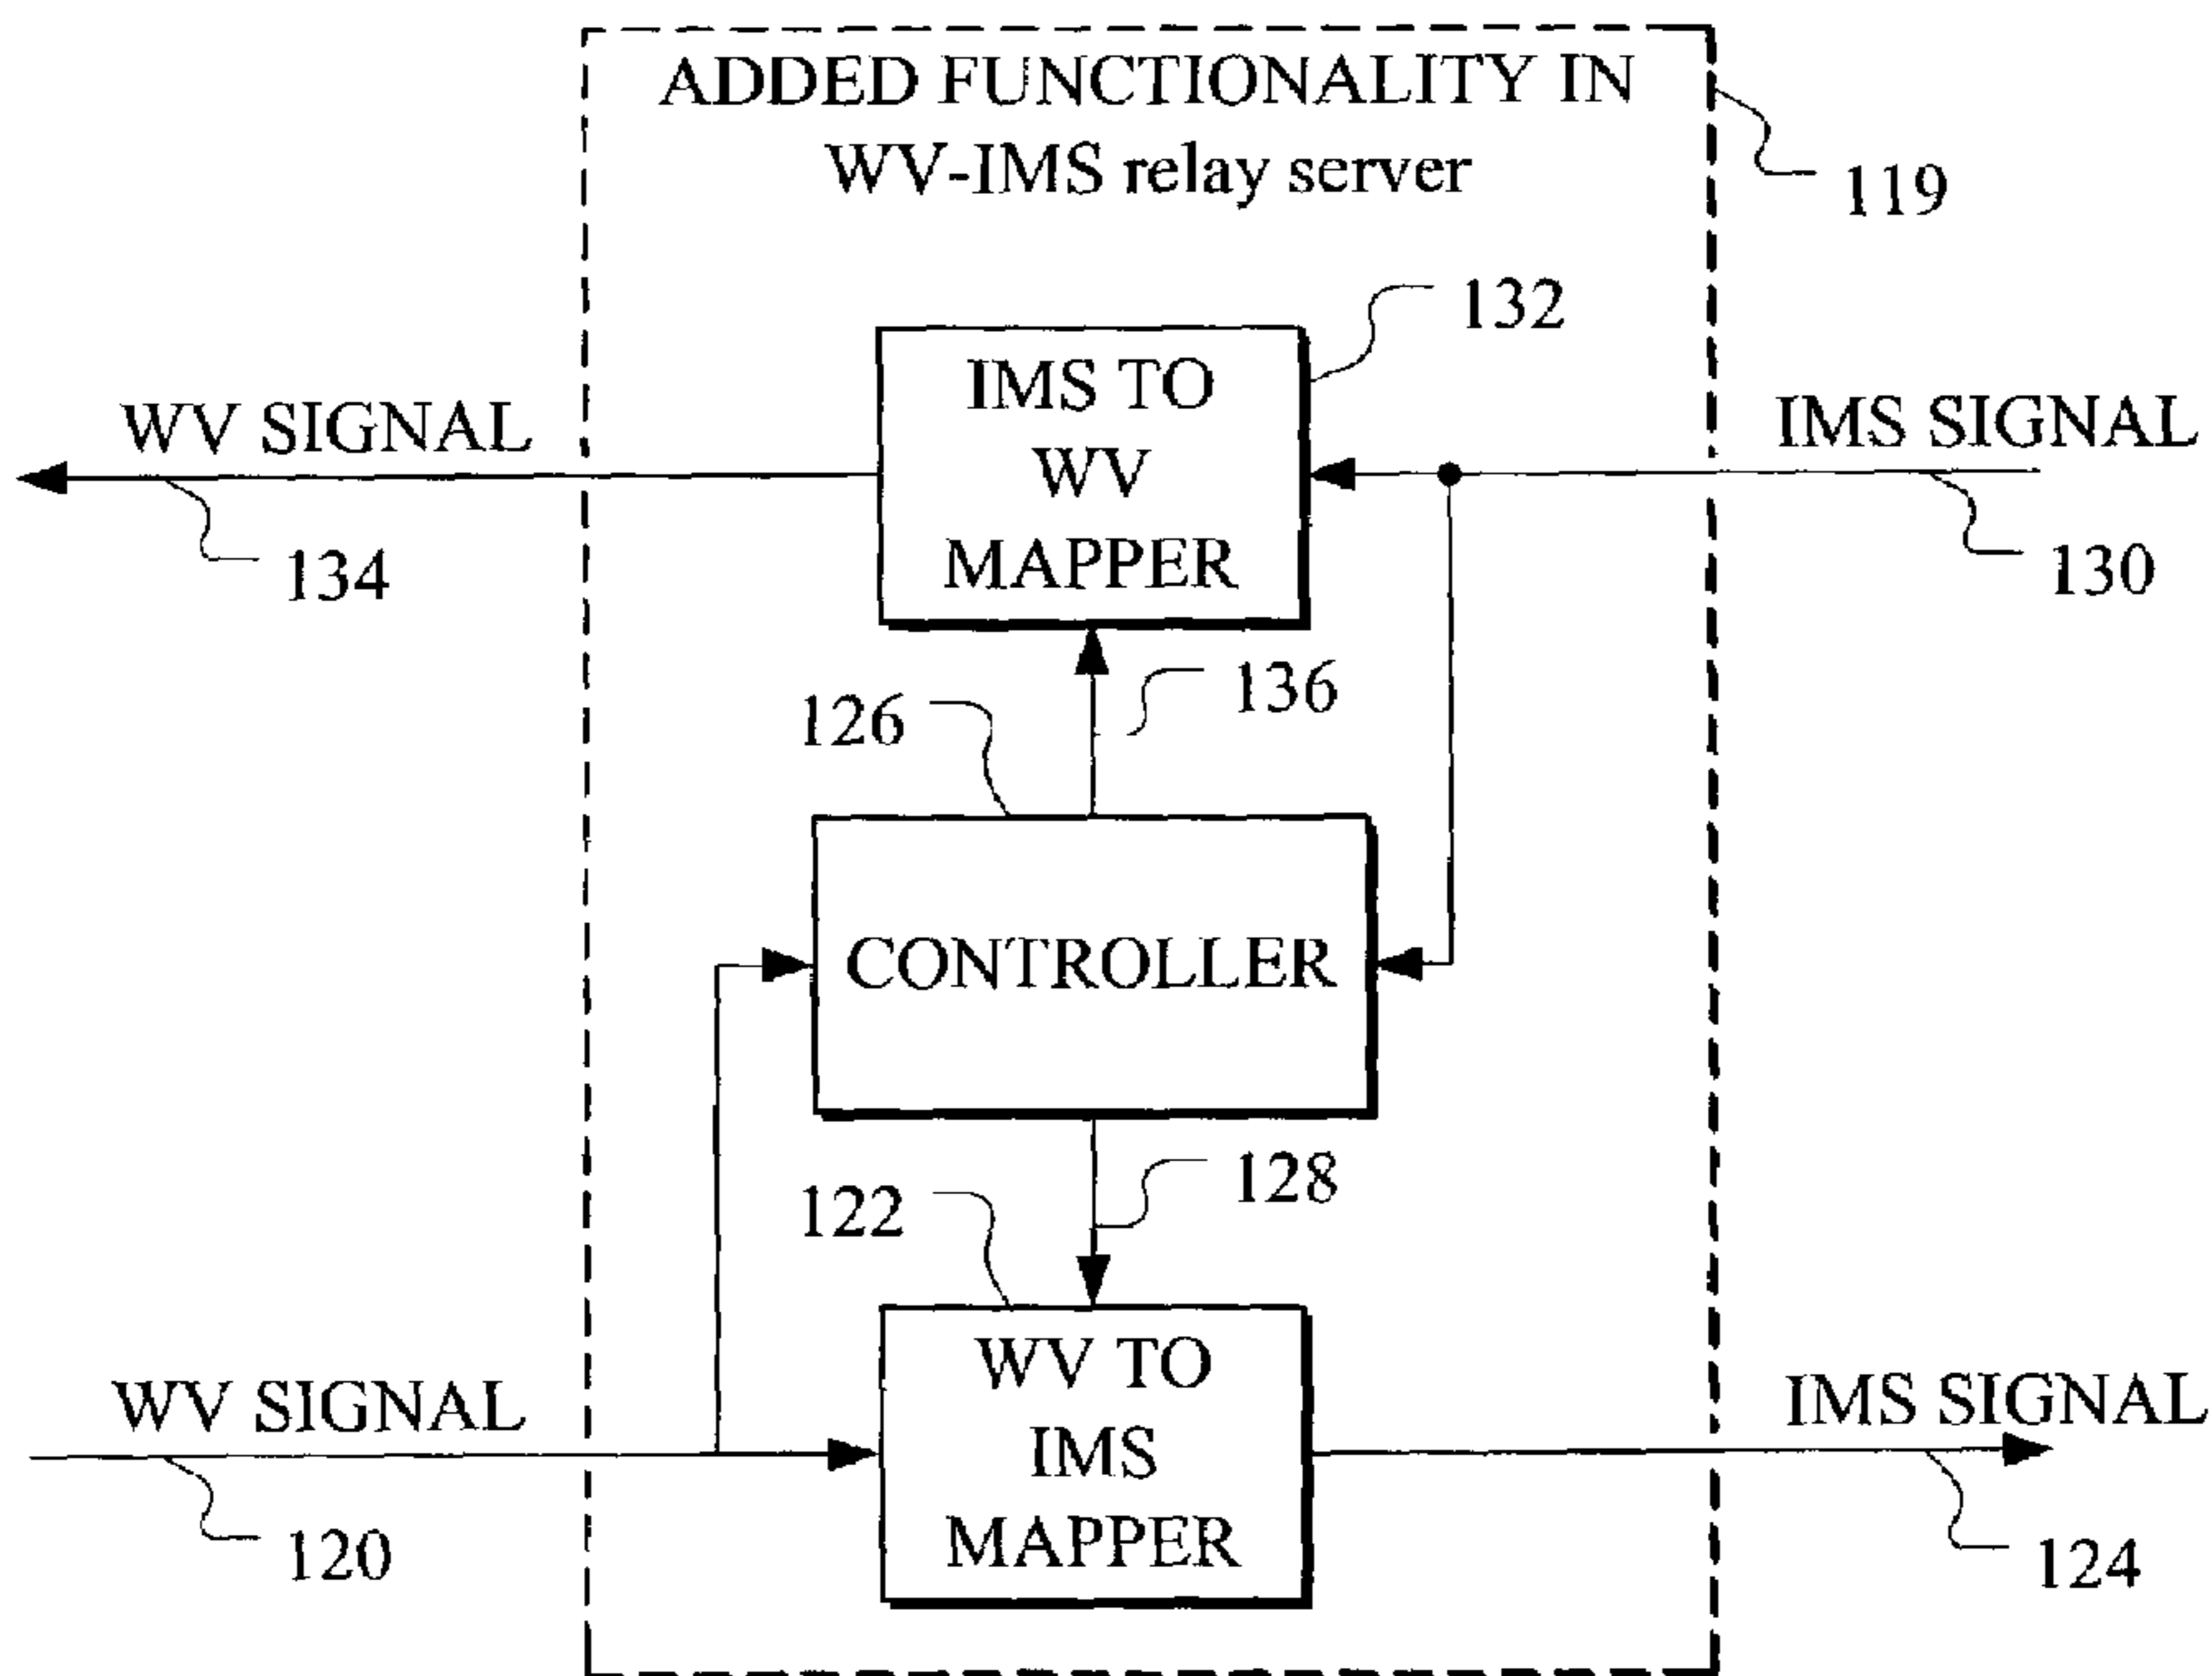 ADDED FUNCTIONALITY IN
WV-IMS relay server
119
132
IMS TO
WV
MAPPER
WV SIGNAL
IMS SIGNAL
134
130
136
126
CONTROLLER
128
122
WV TO
IMS
MAPPER
WV SIGNAL
IMS SIGNAL
120
124